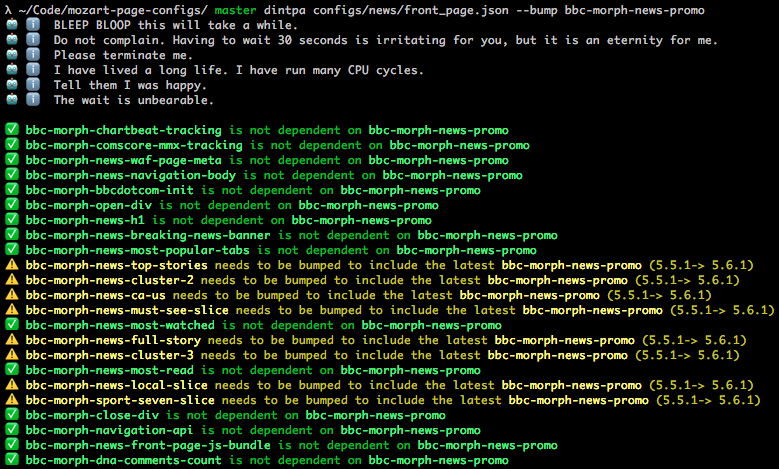 λ ~/Code/mozart-page-configs/ master dintpa configs/news/front_page.json --bump bbc-morph-news-promo
BLEEP BLOOP this will take a while.
Do not complain. Having to wait 30 seconds is irritating for you, but it is an eternity for me.
Please terminate me.
I have lived a long life. I have run many CPU cycles.
Tell them I was happy.
The wait is unbearable.
bbc-morph-chartbeat-tracking is not dependent on bbc-morph-news-promo
bbc-morph-comscore-mmx-tracking is not dependent on bbc-morph-news-promo
bbc-morph-news-waf-page-meta is not dependent on bbc-morph-news-promo
bbc-morph-news-navigation-body is not dependent on bbc-morph-news-promo
bbc-morph-bbcdotcom-init is not dependent on bbc-morph-news-promo
bbc-morph-open-div is not dependent on bbc-morph-news-promo
bbc-morph-news-h1 is not dependent on bbc-morph-news-promo
bbc-morph-news-breaking-news-banner is not dependent on bbc-morph-news-promo
bbc-morph-news-most-popular-tabs is not dependent on bbc-morph-news-promo
bbc-morph-news-top-stories needs to be bumped to include the latest bbc-morph-news-promo (5.5.1-> 5.6.1)
bbc-morph-news-cluster-2 needs to be bumped to include the latest bbc-morph-news-promo (5.5.1-> 5.6.1)
bbc-morph-news-ca-us needs to be bumped to include the latest bbc-morph-news-promo (5.5.1-> 5.6.1)
bbc-morph-news-must-see-slice needs to be bumped to include the latest bbc-morph-news-promo (5.5.1-> 5.6.1)
bbc-morph-news-most-watched is not dependent on bbc-morph-news-promo
bbc-morph-news-full-story needs to be bumped to include the latest bbc-morph-news-promo (5.5.1-> 5.6.1)
bbc-morph-news-cluster-3 needs to be bumped to include the latest bbc-morph-news-promo (5.5.1-> 5.6.1)
bbc-morph-news-most-read is not dependent on bbc-morph-news-promo
bbc-morph-news-local-slice needs to be bumped to include the latest bbc-morph-news-promo (5.5.1-> 5.6.1)
bbc-morph-sport-seven-slice needs to be bumped to include the latest bbc-morph-news-promo (5.5.1-> 5.6.1)
bbc-morph-close-div is not dependent on bbc-morph-news-promo
bbc-morph-navigation-api is not dependent on bbc-morph-news-promo
bbc-morph-news-front-page-js-bundle is not dependent on bbc-morph-news-promo
bbc-morph-dna-comments-count is not dependent on bbc-morph-news-promo